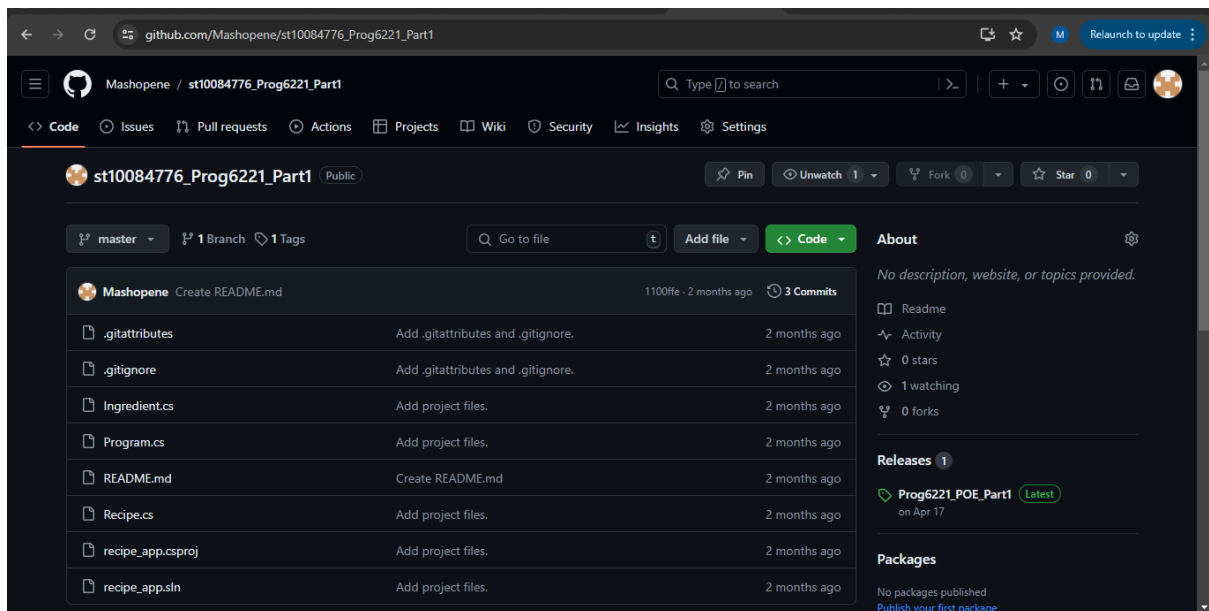 github.com/Mashopene/st10084776_Prog6221_Part1
M
Relaunch to update
Mashopene / st10084776_Prog6221_Part1
Type / to search
Code Issues Pull requests Actions Projects Wiki Security Insights Settings
st10084776_Prog6221_Part1 Public
Pin Unwatch 1 Fork 0 Star 0
master 1 Branch 1 Tags Go to file t Add file Code
About
No description, website, or topics provided.
Mashopene Create README.md 1100ffe · 2 months ago 3 Commits
Readme
.gitattributes Add .gitattributes and .gitignore. 2 months ago
Activity
0 stars
.gitignore Add .gitattributes and .gitignore. 2 months ago
1 watching
Ingredient.cs Add project files. 2 months ago
0 forks
Program.cs Add project files. 2 months ago
Releases 1
README.md Create README.md 2 months ago
Prog6221_POE_Part1 Latest
on Apr 17
Recipe.cs Add project files. 2 months ago
recipe_app.csproj Add project files. 2 months ago
Packages
recipe_app.sln Add project files. 2 months ago
No packages published
Publish your first package